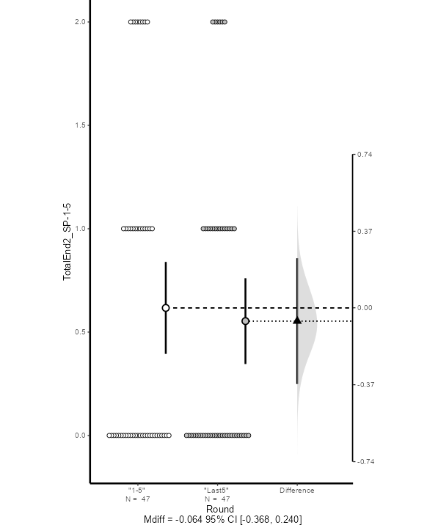 2.0
1.5
0.74
TotalEnd2_SP-1-5
0.37
1.0
0.00
0.5
-0.37
0.0
-0.74
"1-5"
N = 47
"Last5"
N = 47
Difference
Round
Mdiff = -0.064 95% CI [-0.368, 0.240]